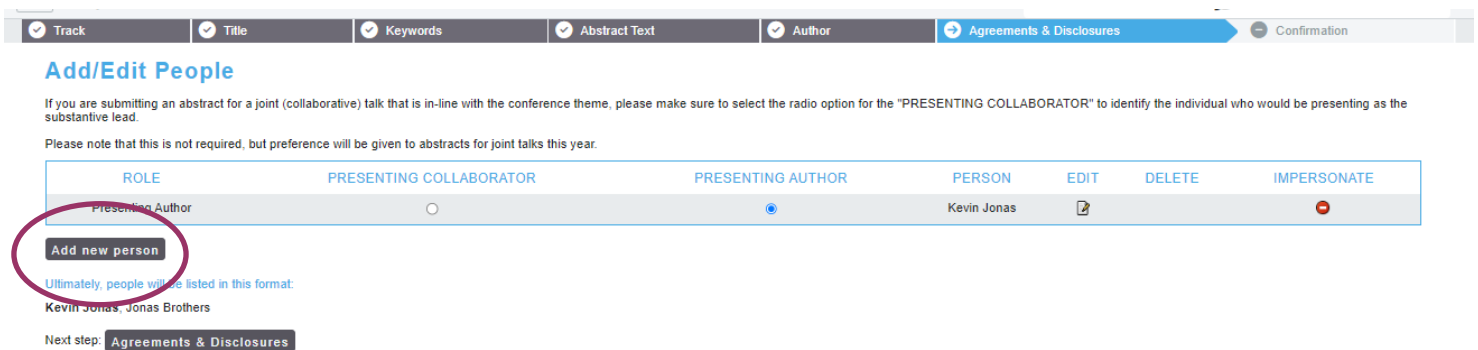 Track Title Keywords Abstract Text Author Agreements & Disclosures Confirmation
Add/Edit People
If you are submitting an abstract for a joint (collaborative) talk that is in-line with the conference theme, please make sure to select the radio option for the "PRESENTING COLLABORATOR" to identify the individual who would be presenting as the
substantive lead.
Please note that this is not required, but preference will be given to abstracts for joint talks this year.
ROLE PRESENTING COLLABORATOR PRESENTING AUTHOR PERSON EDIT DELETE IMPERSONATE
Presenting Author Kevin Jonas
Add new person
Ultimately, people will be listed in this format:
Kevin Jonas, Jonas Brothers
Next step: Agreements & Disclosures